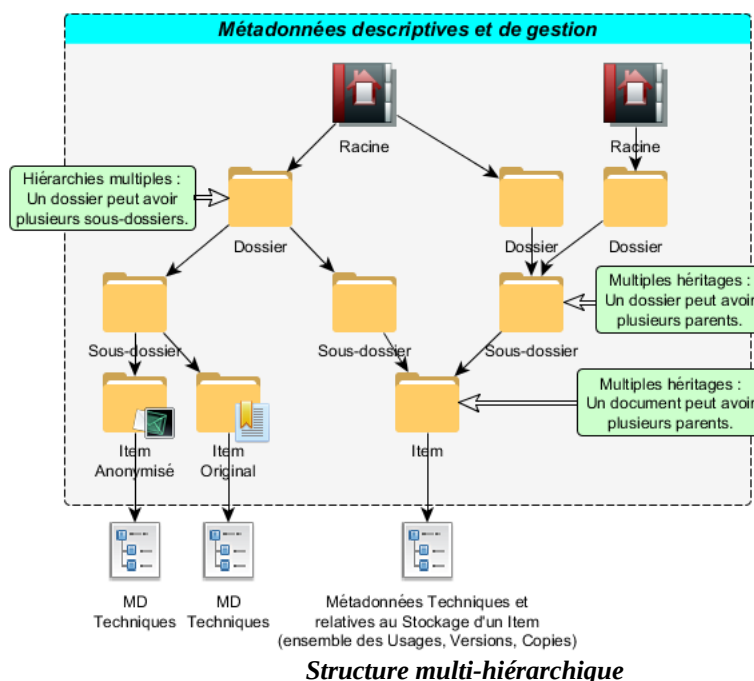 Métadonnées descriptives et de gestion
Racine
Racine
Hiérarchies multiples :
Un dossier peut avoir
plusieurs sous-dossiers.
Dossier
Dossier
Dossier
Multiples héritages :
Un dossier peut avoir
plusieurs parents.
Sous-dossier
Sous-dossier
Sous-dossier
Multiples héritages :
Un document peut avoir
plusieurs parents.
Item
Anonymisé
Item
Original
Item
MD
Techniques
MD
Techniques
Métadonnées Techniques et
relatives au Stockage d'un Item
(ensemble des Usages, Versions, Copies)
Structure multi-hiérarchique